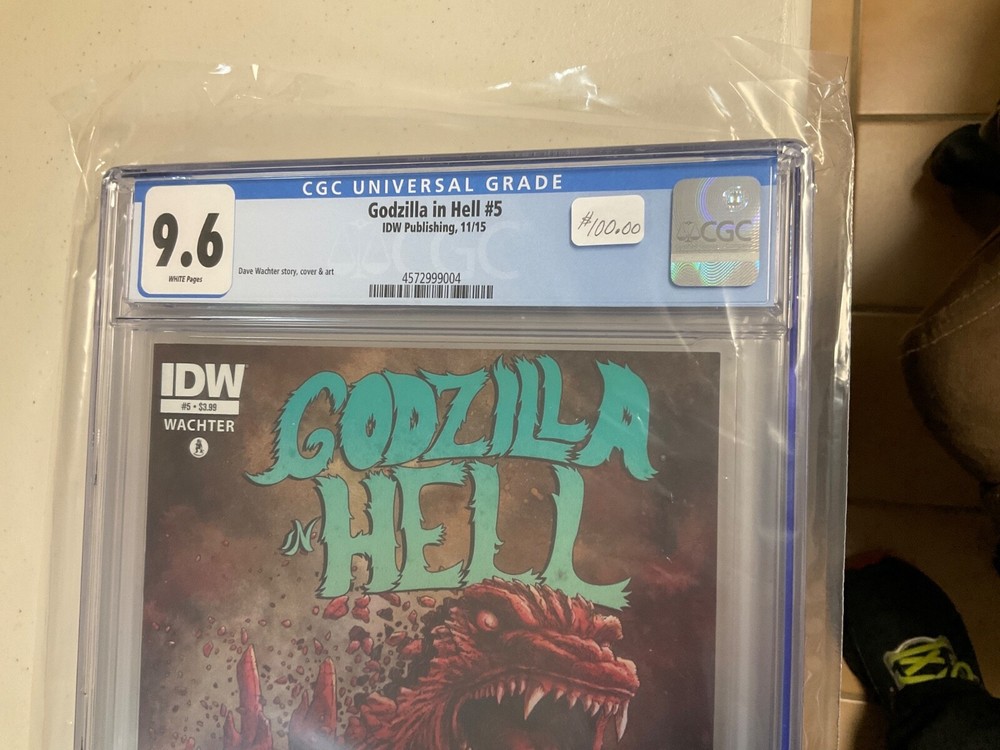 CGC UNIVERSAL GRADE
9.6
WHITE Pages
Godzilla in Hell #5
IDW Publishing, 11/15
$100.00
CGC
CGC
Dave Wachter story, cover & art
4572999004
IDW
#5 • $3.99
WACHTER
GODZILLA
IN
HELL